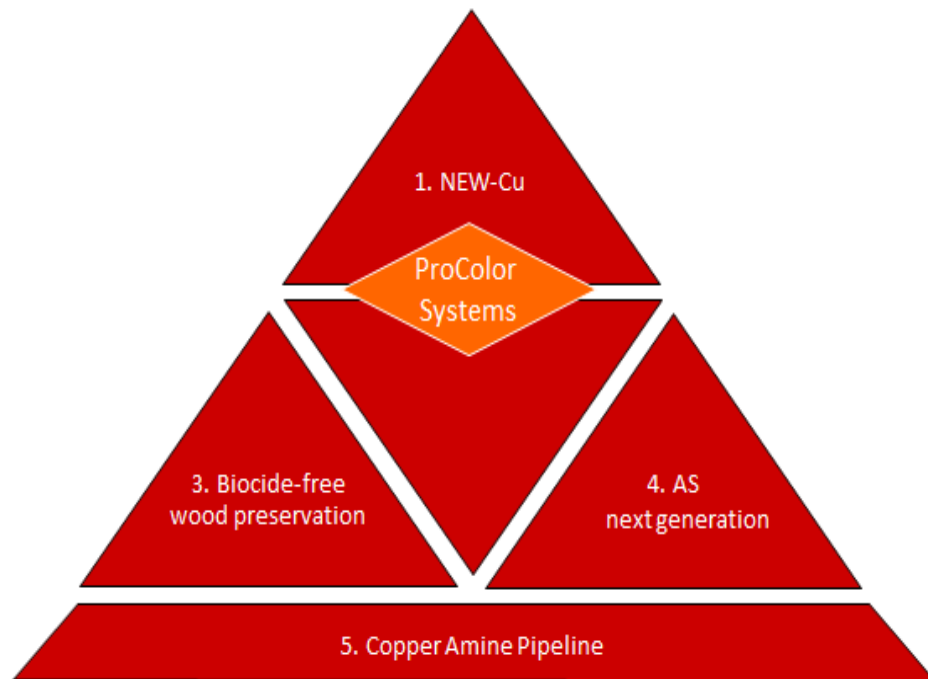 1. NEW-Cu
ProColor
Systems
3. Biocide-free
wood preservation
4. AS
next generation
5. Copper Amine Pipeline